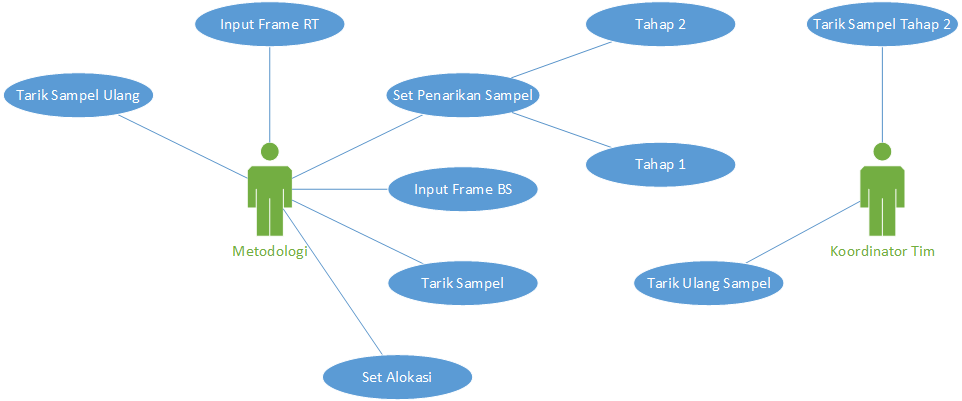 Input Frame RT
Tahap 2
Tarik Sampel Tahap 2
Tarik Sampel Ulang
Set Penarikan Sampel
Tahap 1
Input Frame BS
Metodologi
Koordinator Tim
Tarik Sampel
Tarik Ulang Sampel
Set Alokasi